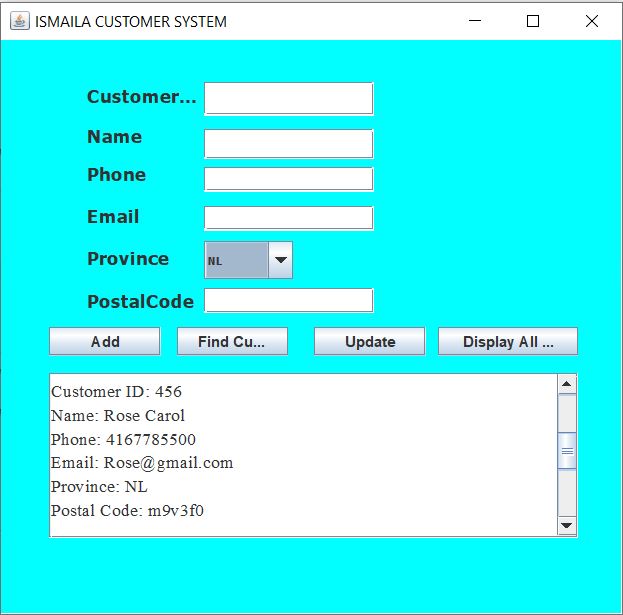 ISMAILA CUSTOMER SYSTEM
Customer...
Name
Phone
Email
Province NL
PostalCode
Add Find Cu... Update Display All ...
Customer ID: 456
Name: Rose Carol
Phone: 4167785500
Email: Rose@gmail.com
Province: NL
Postal Code: m9v3f0